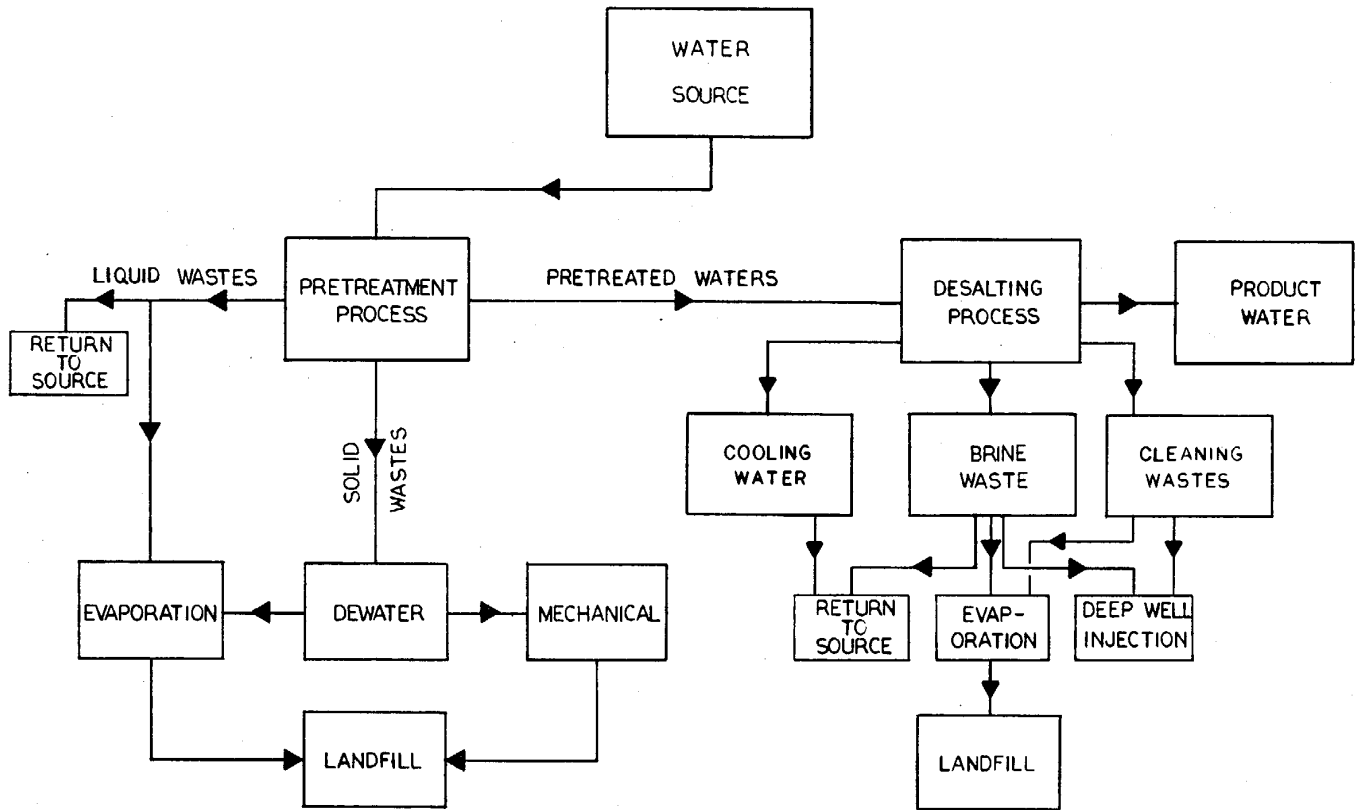 WATER
SOURCE
LIQUID WASTES
PRETREATMENT
PROCESS
PRETREATED WATERS
DESALTING
PROCESS
PRODUCT
WATER
RETURN
TO
SOURCE
SOLID
WASTES
COOLING
WATER
BRINE
WASTE
CLEANING
WASTES
EVAPORATION
DEWATER
MECHANICAL
RETURN
TO
SOURCE
EVAP-
ORATION
DEEP WELL
INJECTION
LANDFILL
LANDFILL